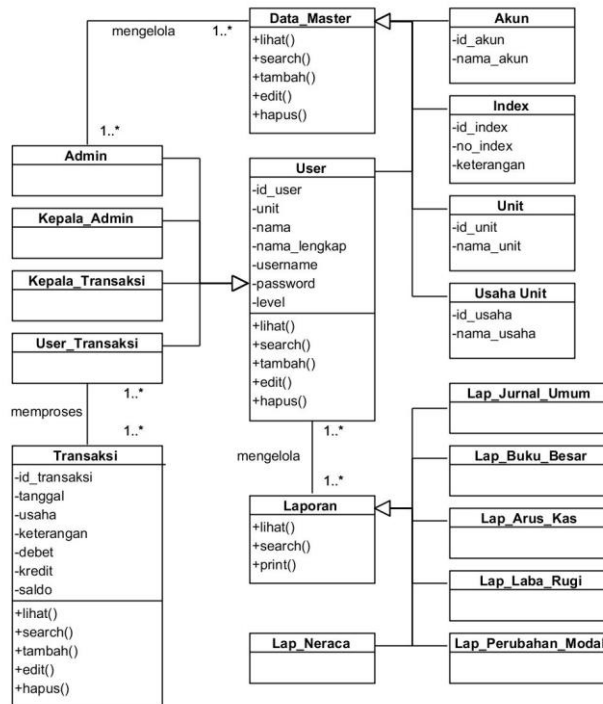 Data_Master
+lihat()
+search()
+tambah()
+edit()
+hapus()
mengelola
1..*
1..*
Akun
-id_akun
-nama_akun
Index
-id_index
-no_index
-keterangan
Unit
-id_unit
-nama_unit
Usaha Unit
-id_usaha
-nama_usaha
Admin
Kepala_Admin
Kepala_Transaksi
User_Transaksi
User
-id_user
-unit
-nama
-nama_lengkap
-username
-password
-level
+lihat()
+search()
+tambah()
+edit()
+hapus()
1..*
memproses
1..*
Transaksi
-id_transaksi
-tanggal
-usaha
-keterangan
-debet
-kredit
-saldo
+lihat()
+search()
+tambah()
+edit()
+hapus()
1..*
mengelola
1..*
Laporan
+lihat()
+search()
+print()
Lap_Jurnal_Umum
Lap_Buku_Besar
Lap_Arus_Kas
Lap_Laba_Rugi
Lap_Neraca
Lap_Perubahan_Modal